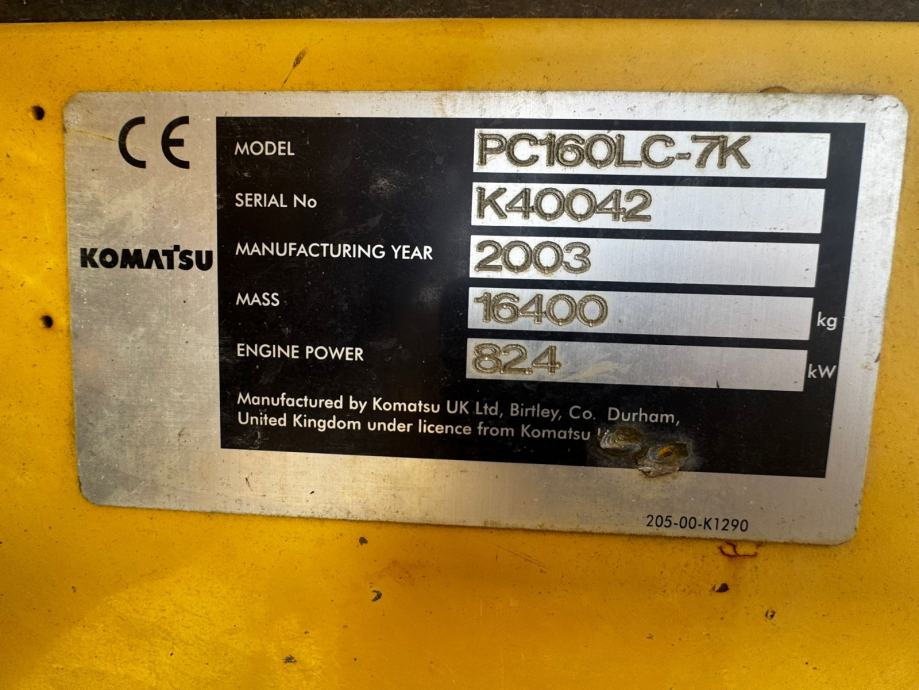 CE
KOMATSU
MODEL PC160LC-7K
SERIAL No K40042
MANUFACTURING YEAR 2003
MASS 16400 kg
ENGINE POWER 82.4 kW
Manufactured by Komatsu UK Ltd, Birtley, Co. Durham,
United Kingdom under licence from Komatsu
205-00-K1290